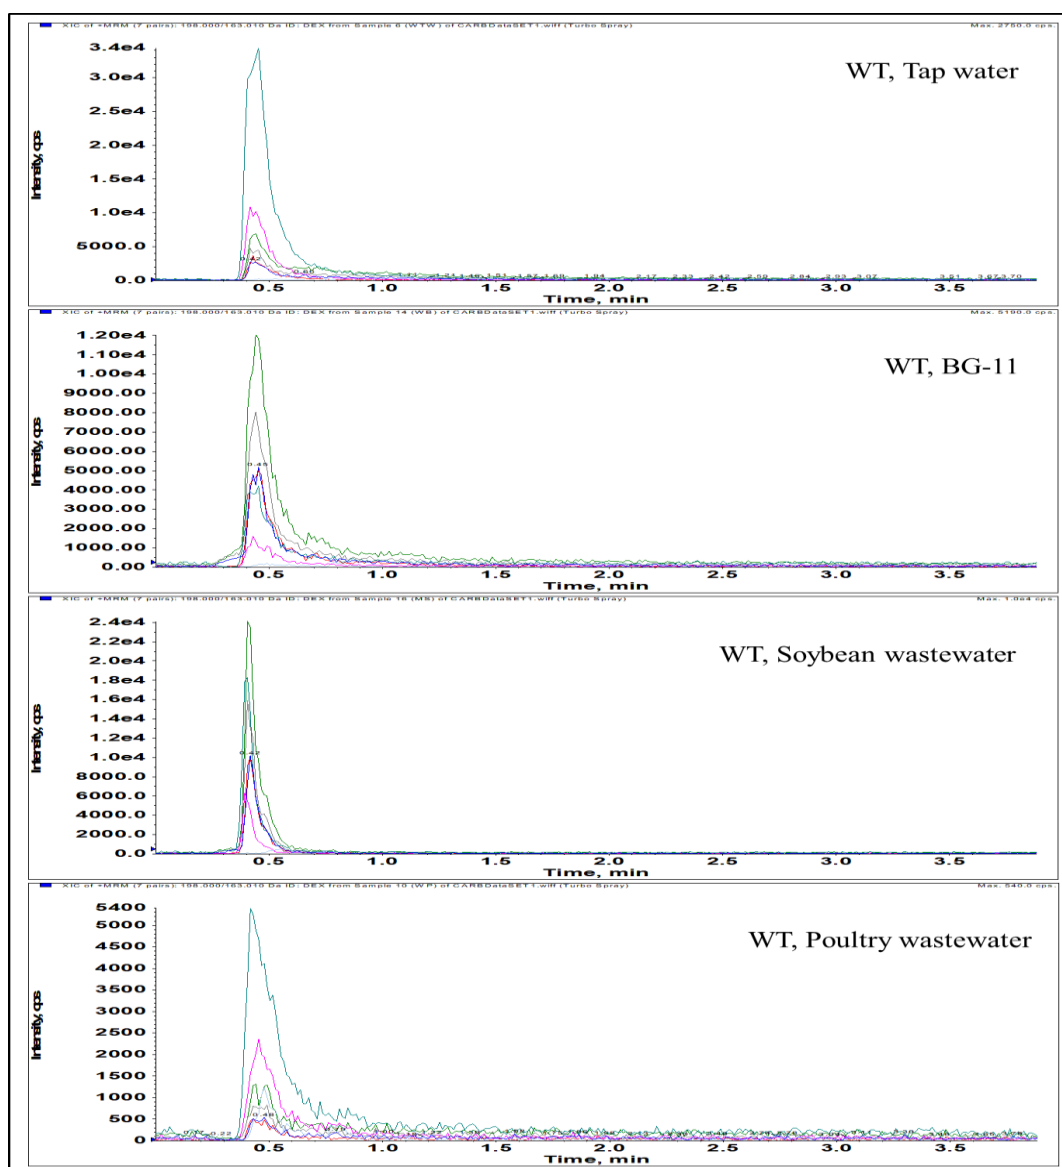 XIC of +MRM (7 pairs): 198.000/163.010 Da ID: DEX from Sample 6 (WTW) of CARBDataSET1.wiff (Turbo Spray) Max. 2750.0 cps.
WT, Tap water
Intensity, cps
3.4e4
3.0e4
2.5e4
2.0e4
1.5e4
1.0e4
5000.0
0.0
0.42
0.5 1.0 1.5 2.0 2.5 3.0 3.5
Time, min
XIC of +MRM (7 pairs): 198.000/163.010 Da ID: DEX from Sample 14 (WB) of CARBDataSET1.wiff (Turbo Spray) Max. 5190.0 cps.
WT, BG-11
Intensity, cps
1.20e4
1.10e4
1.00e4
9000.00
8000.00
7000.00
6000.00
5000.00
4000.00
3000.00
2000.00
1000.00
0.00
0.45
0.5 1.0 1.5 2.0 2.5 3.0 3.5
Time, min
XIC of +MRM (7 pairs): 198.000/163.010 Da ID: DEX from Sample 16 (MS) of CARBDataSET1.wiff (Turbo Spray) Max. 1.0e4 cps.
WT, Soybean wastewater
Intensity, cps
2.4e4
2.2e4
2.0e4
1.8e4
1.6e4
1.4e4
1.2e4
1.0e4
8000.0
6000.0
4000.0
2000.0
0.0
0.42
0.5 1.0 1.5 2.0 2.5 3.0 3.5
Time, min
XIC of +MRM (7 pairs): 198.000/163.010 Da ID: DEX from Sample 10 (WP) of CARBDataSET1.wiff (Turbo Spray) Max. 540.0 cps.
WT, Poultry wastewater
Intensity, cps
5400
5000
4500
4000
3500
3000
2500
2000
1500
1000
500
0
0.48
0.22
0.5 1.0 1.5 2.0 2.5 3.0 3.5
Time, min